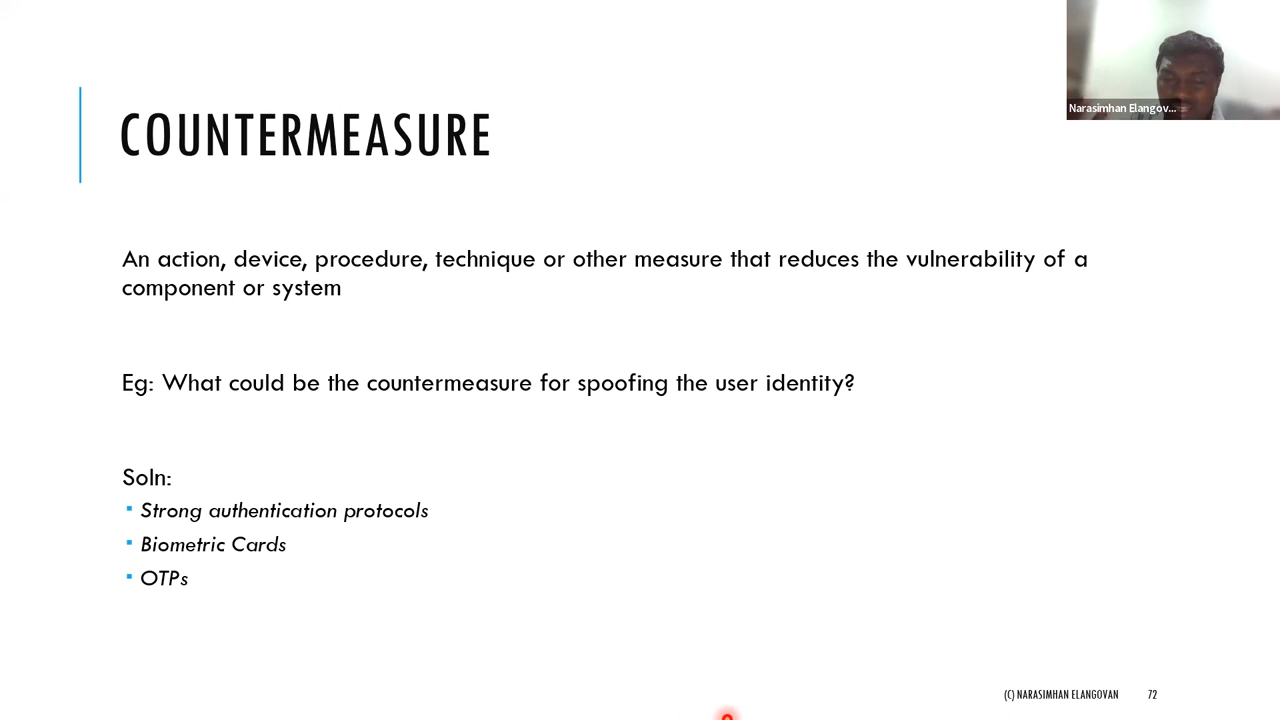 Narasimhan Elangov...
COUNTERMEASURE
An action, device, procedure, technique or other measure that reduces the vulnerability of a
component or system
Eg: What could be the countermeasure for spoofing the user identity?
Soln:
▪ Strong authentication protocols
▪ Biometric Cards
▪ OTPs
(C) NARASIMHAN ELANGOVAN 72